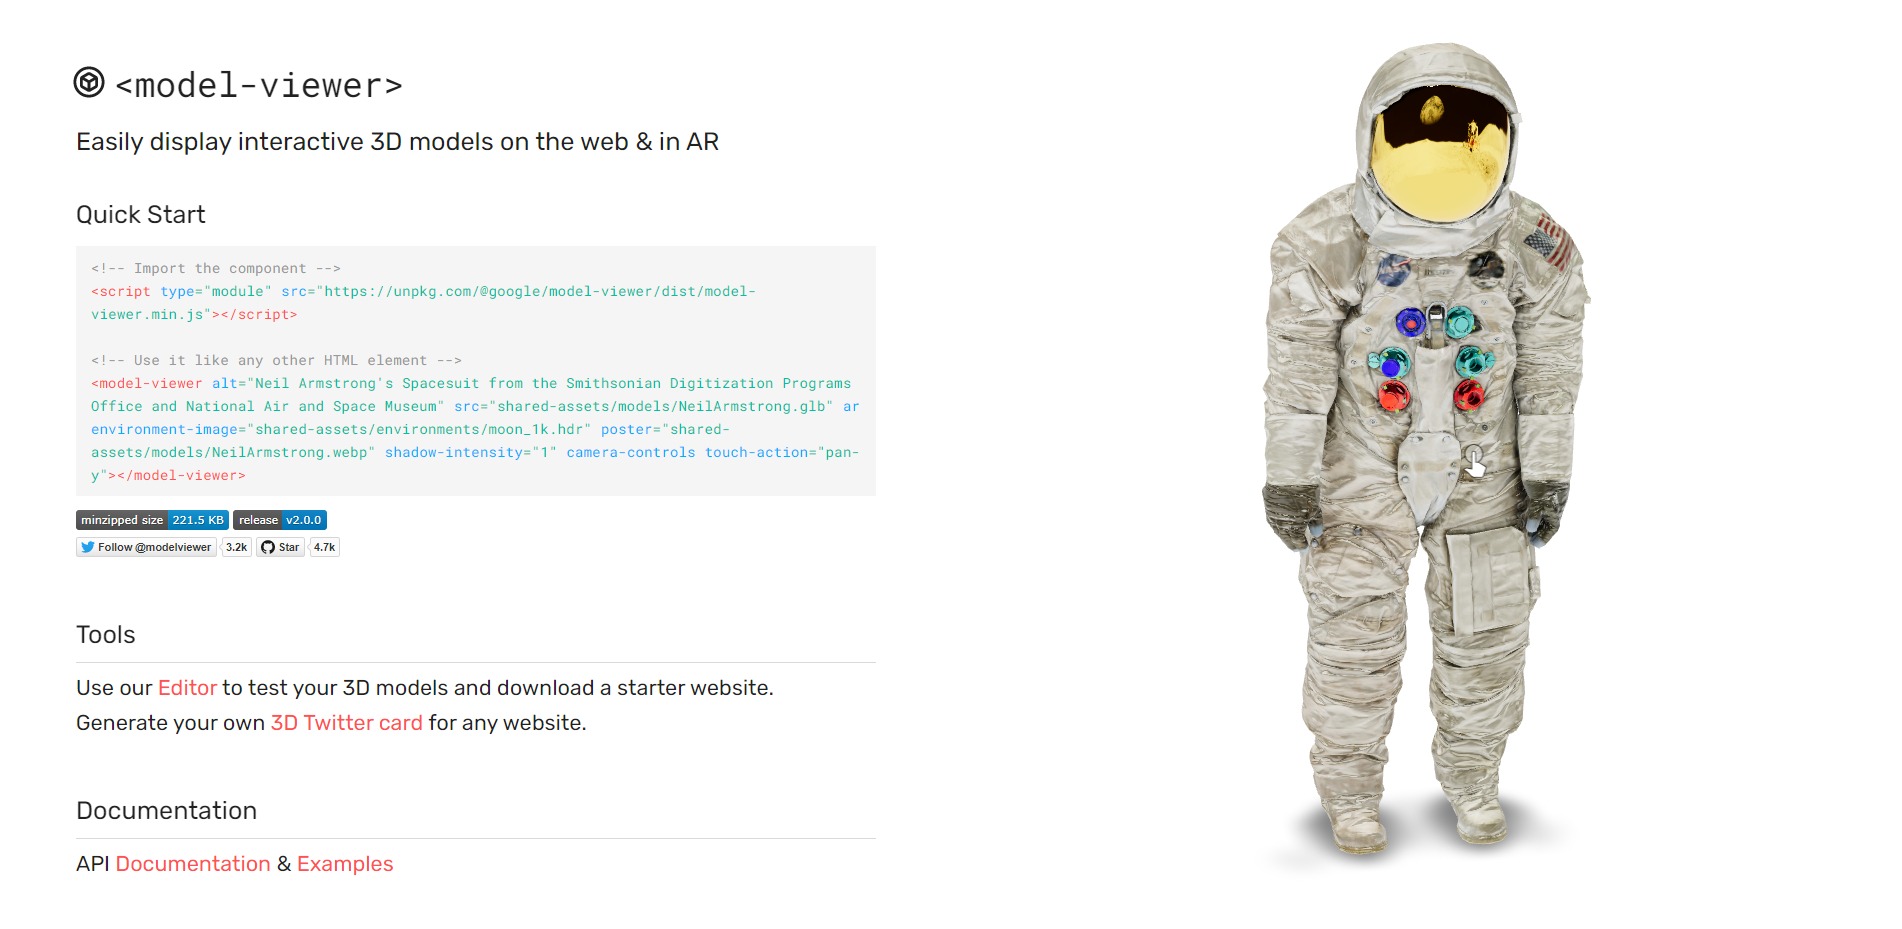 <model-viewer>
Easily display interactive 3D models on the web & in AR
Quick Start
<!-- Import the component -->
<script type="module" src="https://unpkg.com/@google/model-viewer/dist/model-
viewer.min.js"></script>
<!-- Use it like any other HTML element -->
<model-viewer alt="Neil Armstrong's Spacesuit from the Smithsonian Digitization Programs
Office and National Air and Space Museum" src="shared-assets/models/NeilArmstrong.glb" ar
environment-image="shared-assets/environments/moon_1k.hdr" poster="shared-
assets/models/NeilArmstrong.webp" shadow-intensity="1" camera-controls touch-action="pan-
y"></model-viewer>
minzipped size 221.5 KB release v2.0.0
Follow @modelviewer 3.2k Star 4.7k
Tools
Use our Editor to test your 3D models and download a starter website.
Generate your own 3D Twitter card for any website.
Documentation
API Documentation & Examples